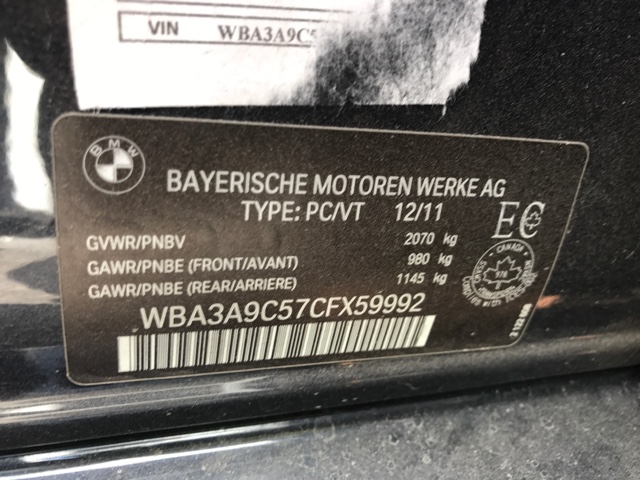 VIN WBA3A9C5
BMW
BAYERISCHE MOTOREN WERKE AG
TYPE: PC/VT 12/11
EC
GVWR/PNBV 2070 kg
GAWR/PNBE (FRONT/AVANT) 980 kg
GAWR/PNBE (REAR/ARRIERE) 1145 kg
CANADA
WBA3A9C57CFX59992